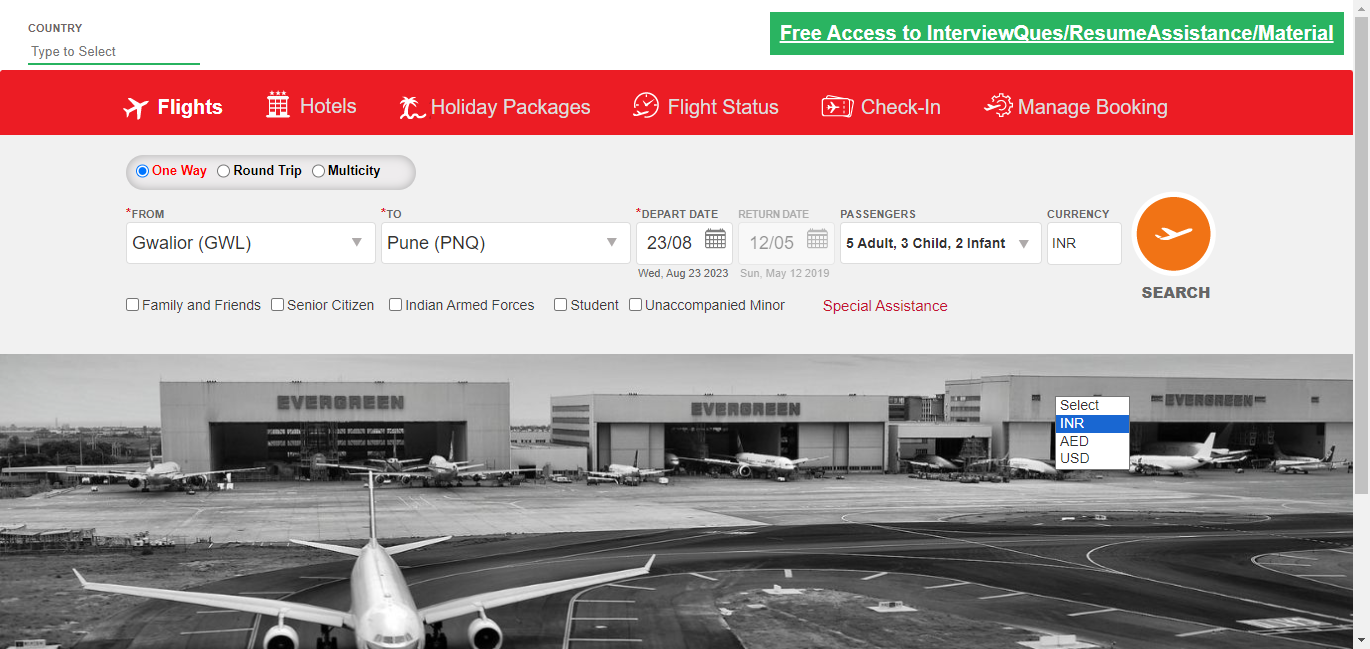 COUNTRY
Type to Select
Free Access to InterviewQues/ResumeAssistance/Material
Flights Hotels Holiday Packages Flight Status Check-In Manage Booking
One Way Round Trip Multicity
*FROM *TO *DEPART DATE RETURN DATE PASSENGERS CURRENCY
Gwalior (GWL) Pune (PNQ) 23/08 12/05 5 Adult, 3 Child, 2 Infant INR
Wed, Aug 23 2023 Sun, May 12 2019
SEARCH
Family and Friends Senior Citizen Indian Armed Forces Student Unaccompanied Minor Special Assistance
EVERGREEN EVERGREEN EVERGREEN
Select
INR
AED
USD